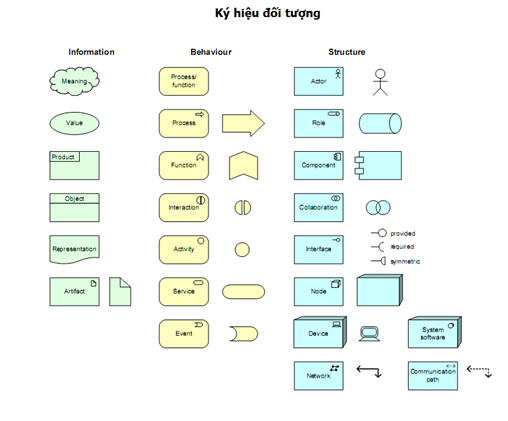 Ký hiệu đối tượng
Information
Behaviour
Structure
Meaning
Process/
function
Actor
Value
Process
Role
Product
Function
Component
Object
Interaction
Collaboration
Representation
Activity
Interface
provided
required
symmetric
Artifact
Service
Node
Event
Device
System
software
Network
Communication
path